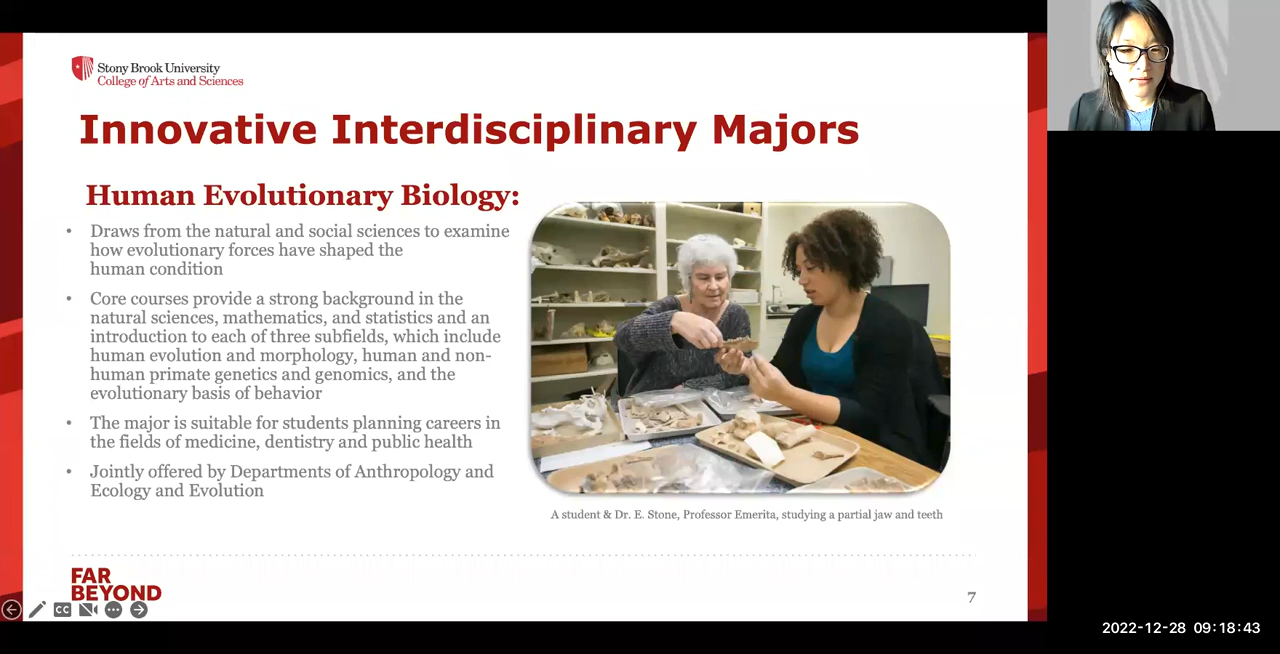 Stony Brook University
College of Arts and Sciences
Innovative Interdisciplinary Majors
Human Evolutionary Biology:
• Draws from the natural and social sciences to examine
how evolutionary forces have shaped the
human condition
• Core courses provide a strong background in the
natural sciences, mathematics, and statistics and an
introduction to each of three subfields, which include
human evolution and morphology, human and non-
human primate genetics and genomics, and the
evolutionary basis of behavior
• The major is suitable for students planning careers in
the fields of medicine, dentistry and public health
• Jointly offered by Departments of Anthropology and
Ecology and Evolution
A student & Dr. E. Stone, Professor Emerita, studying a partial jaw and teeth
FAR
BEYOND
CC
7
2022-12-28 09:18:43